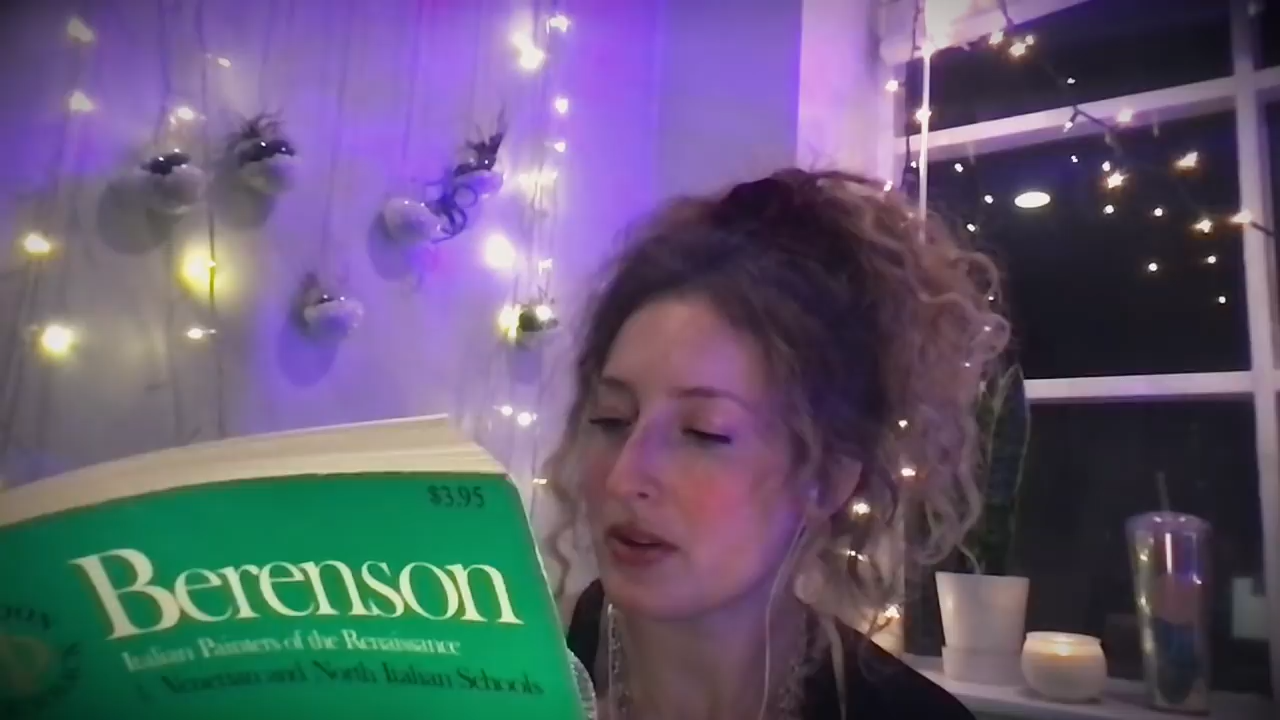 $3.95
Berenson
Italian Painters of the Renaissance
Venetian and North Italian Schools